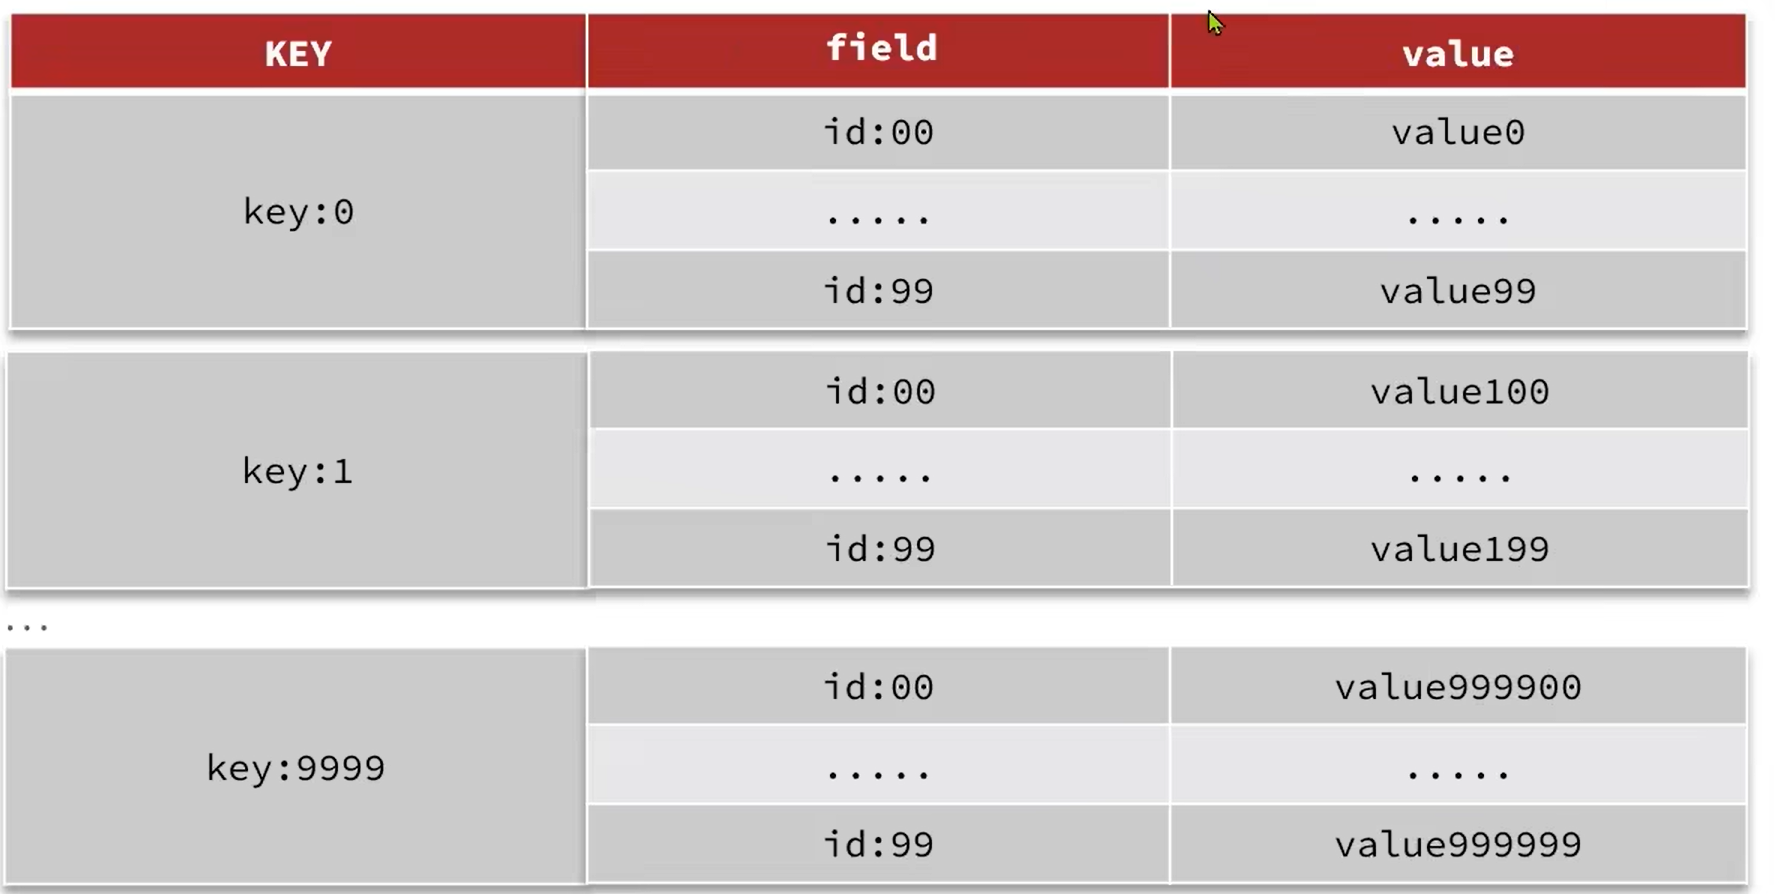 KEY field value
key:0
id:00 value0
..... .....
id:99 value99
key:1
id:00 value100
..... .....
id:99 value199
...
key:9999
id:00 value999900
..... .....
id:99 value999999